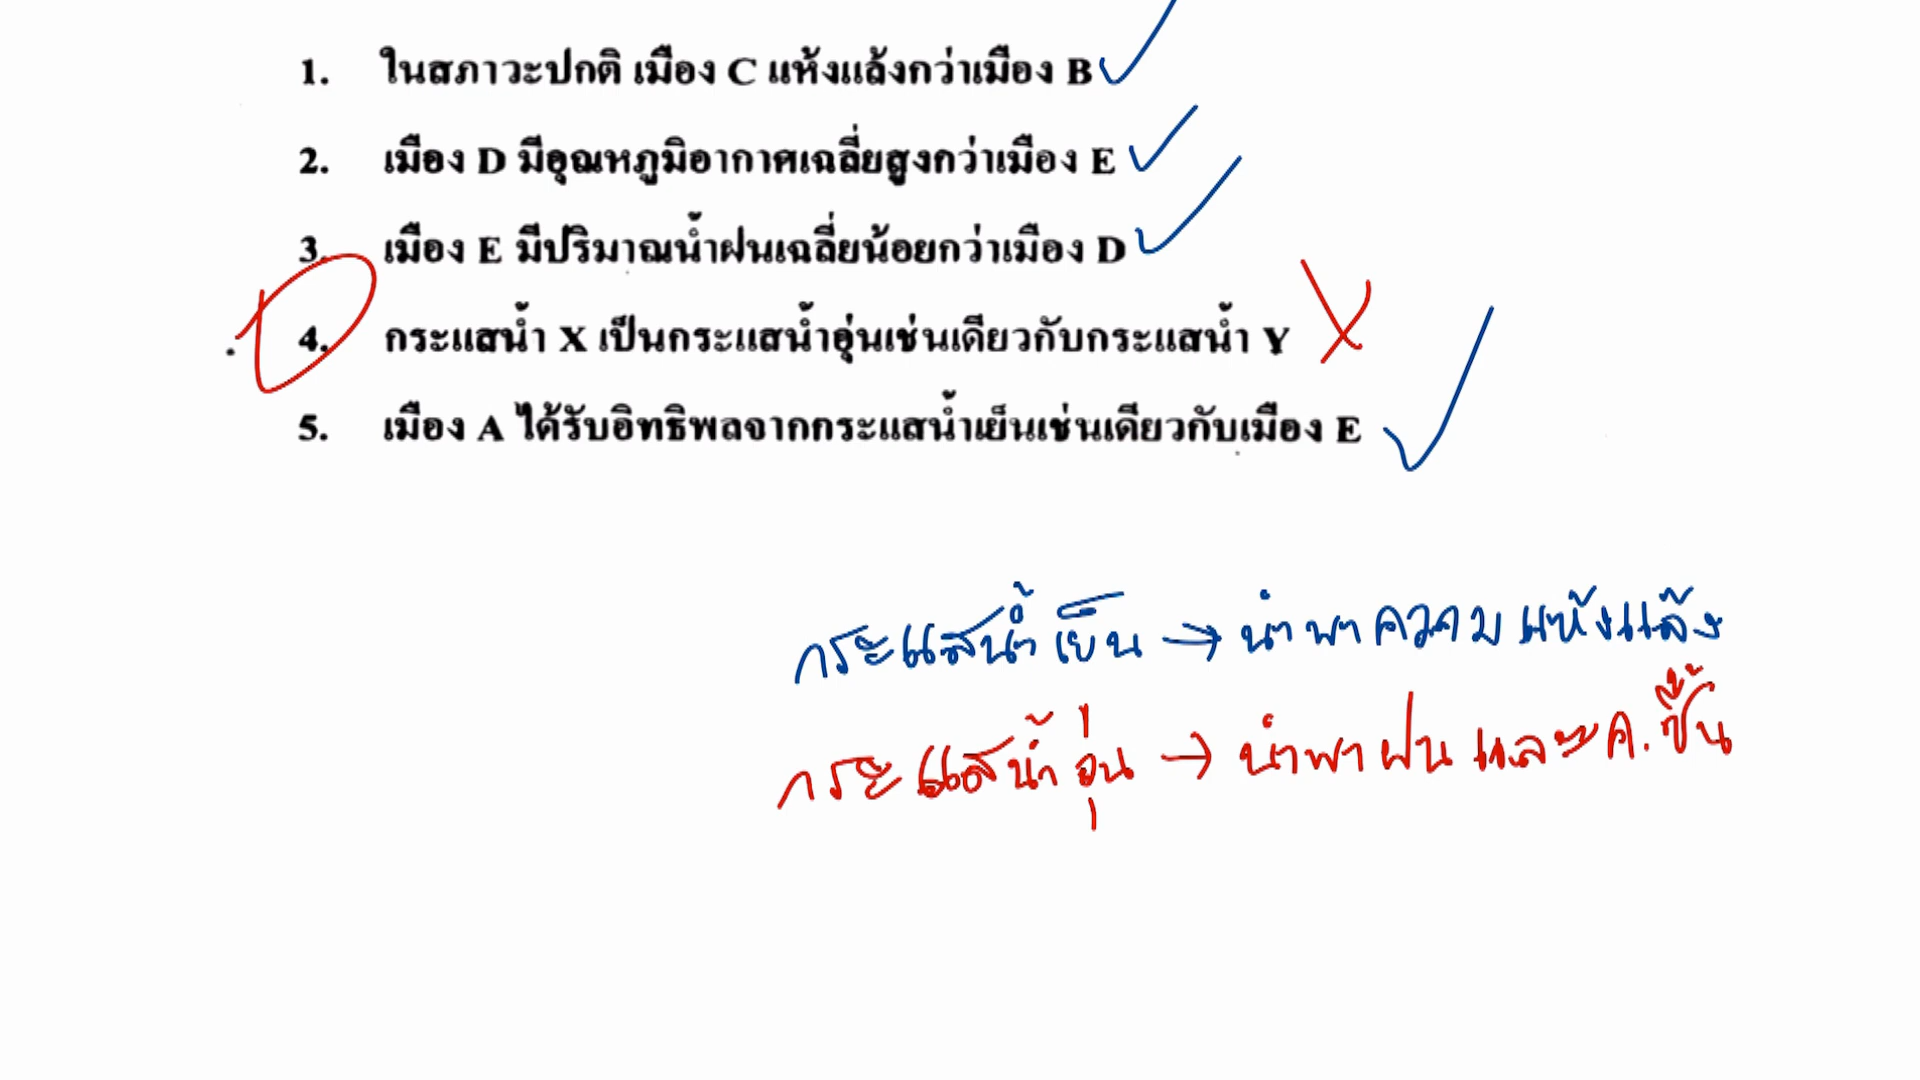 1. ในสภาวะปกติ เมือง C แห้งแล้งกว่าเมือง B
2. เมือง D มีอุณหภูมิอากาศเฉลี่ยสูงกว่าเมือง E
3. เมือง E มีปริมาณน้ำฝนเฉลี่ยน้อยกว่าเมือง D
4. กระแสน้ำ X เป็นกระแสน้ำอุ่นเช่นเดียวกับกระแสน้ำ Y
5. เมือง A ได้รับอิทธิพลจากกระแสน้ำเย็นเช่นเดียวกับเมือง E
กระแสน้ำเย็น → นำพาความแห้งแล้ง
กระแสน้ำอุ่น → นำพาฝนและค.ชื้น